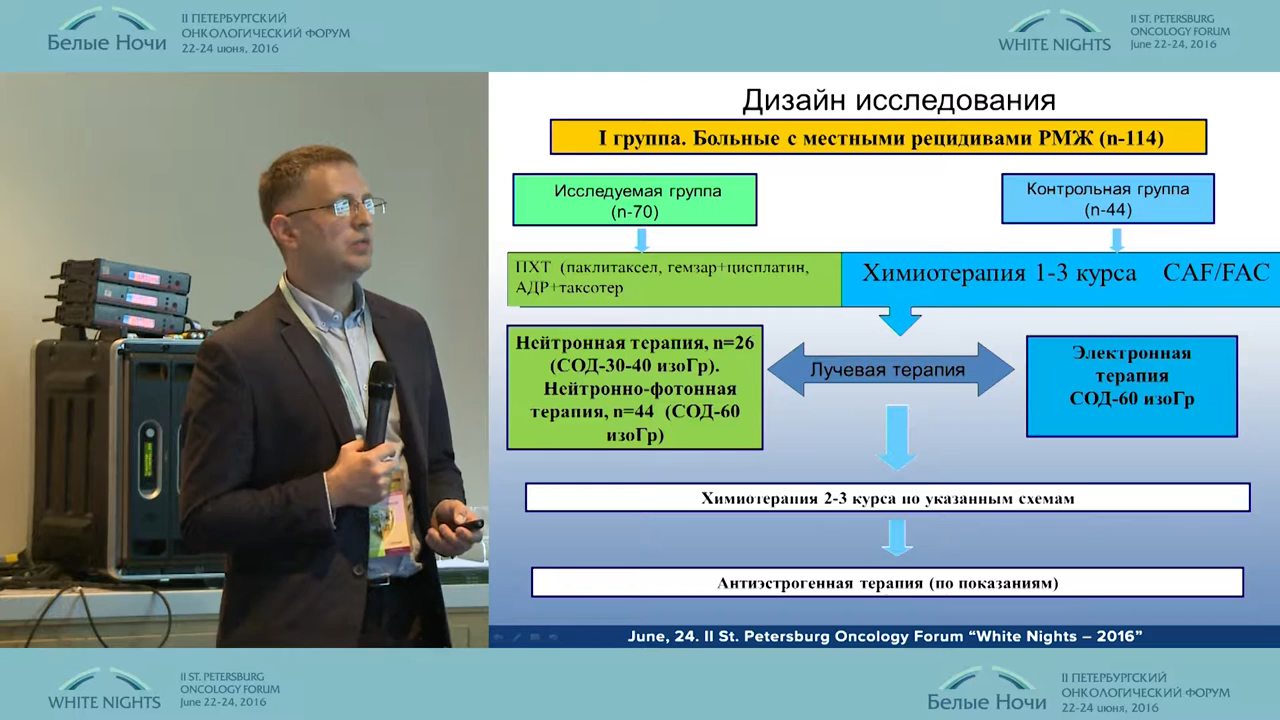 Белые Ночи
II ПЕТЕРБУРГСКИЙ
ОНКОЛОГИЧЕСКИЙ ФОРУМ
22-24 июня, 2016
WHITE NIGHTS
II ST. PETERSBURG
ONCOLOGY FORUM
June 22-24, 2016
Дизайн исследования
I группа. Больные с местными рецидивами РМЖ (n-114)
Исследуемая группа
(n-70)
Контрольная группа
(n-44)
ПХТ (паклитаксел, гемзар+цисплатин,
АДР+таксотер
Химиотерапия 1-3 курса CAF/FAC
Нейтронная терапия, n=26
(СОД-30-40 изоГр).
Нейтронно-фотонная
терапия, n=44 (СОД-60
изоГр)
Лучевая терапия
Электронная
терапия
СОД-60 изоГр
Химиотерапия 2-3 курса по указанным схемам
Антиэстрогенная терапия (по показаниям)
June, 24. II St. Petersburg Oncology Forum “White Nights – 2016”
WHITE NIGHTS
II ST. PETERSBURG
ONCOLOGY FORUM
June 22-24, 2016
Белые Ночи
II ПЕТЕРБУРГСКИЙ
ОНКОЛОГИЧЕСКИЙ ФОРУМ
22-24 июня, 2016